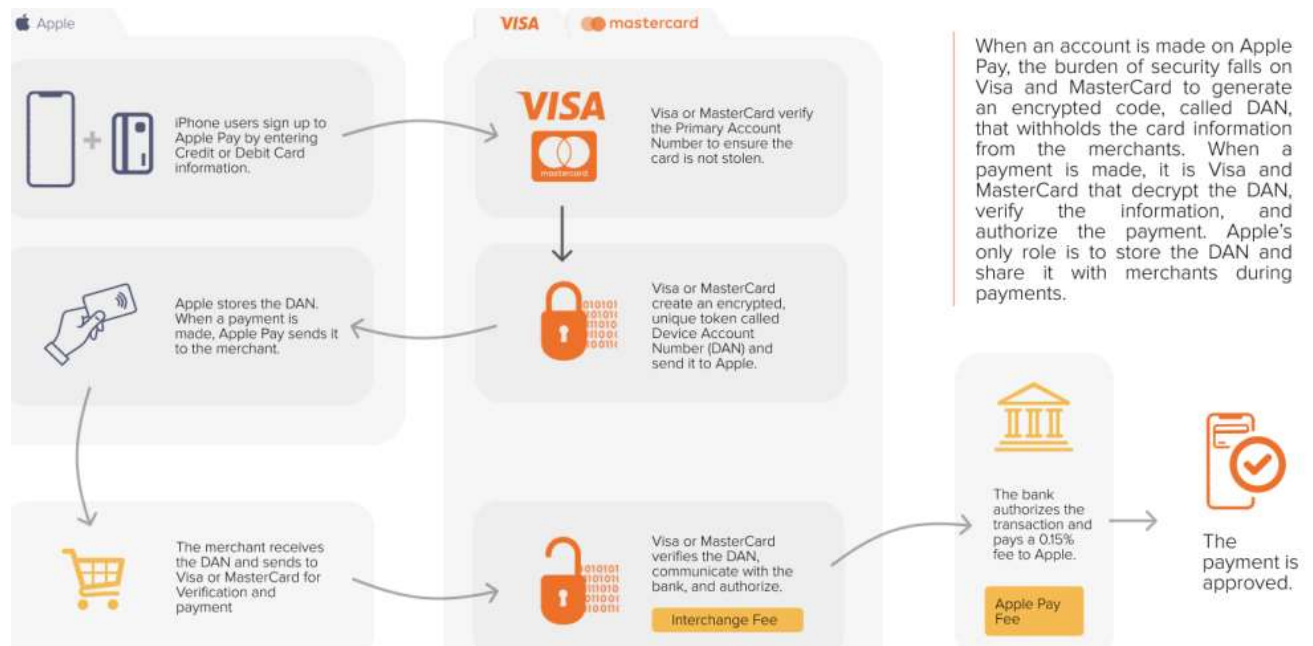 Apple
VISA
mastercard
iPhone users sign up to
Apple Pay by entering
Credit or Debit Card
information.
VISA
mastercard
Visa or MasterCard verify
the Primary Account
Number to ensure the
card is not stolen.
When an account is made on Apple
Pay, the burden of security falls on
Visa and MasterCard to generate
an encrypted code, called DAN,
that withholds the card information
from the merchants. When a
payment is made, it is Visa and
MasterCard that decrypt the DAN,
verify the information, and
authorize the payment. Apple's
only role is to store the DAN and
share it with merchants during
payments.
Apple stores the DAN.
When a payment is
made, Apple Pay sends it
to the merchant.
010101
Visa or MasterCard
create an encrypted,
unique token called
Device Account
Number (DAN) and
send it to Apple.
The merchant receives
the DAN and sends to
Visa or MasterCard for
Verification and
payment
Visa or MasterCard
verifies the DAN,
communicate with the
bank, and authorize.
Interchange Fee
The bank
authorizes the
transaction and
pays a 0.15%
fee to Apple.
Apple Pay
Fee
The
payment is
approved.